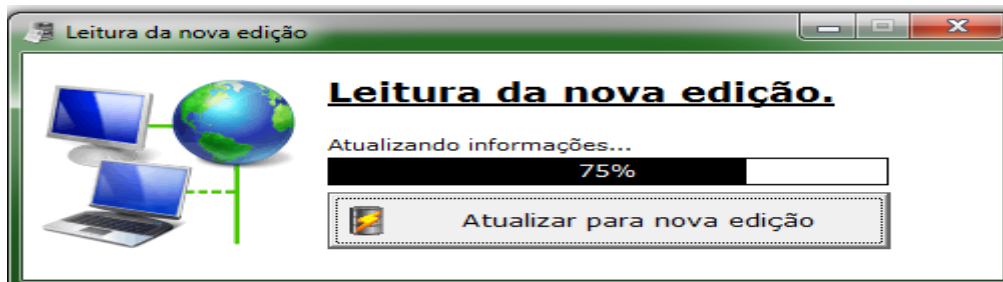 Leitura da nova edição
Leitura da nova edição.
Atualizando informações...
75%
Atualizar para nova edição